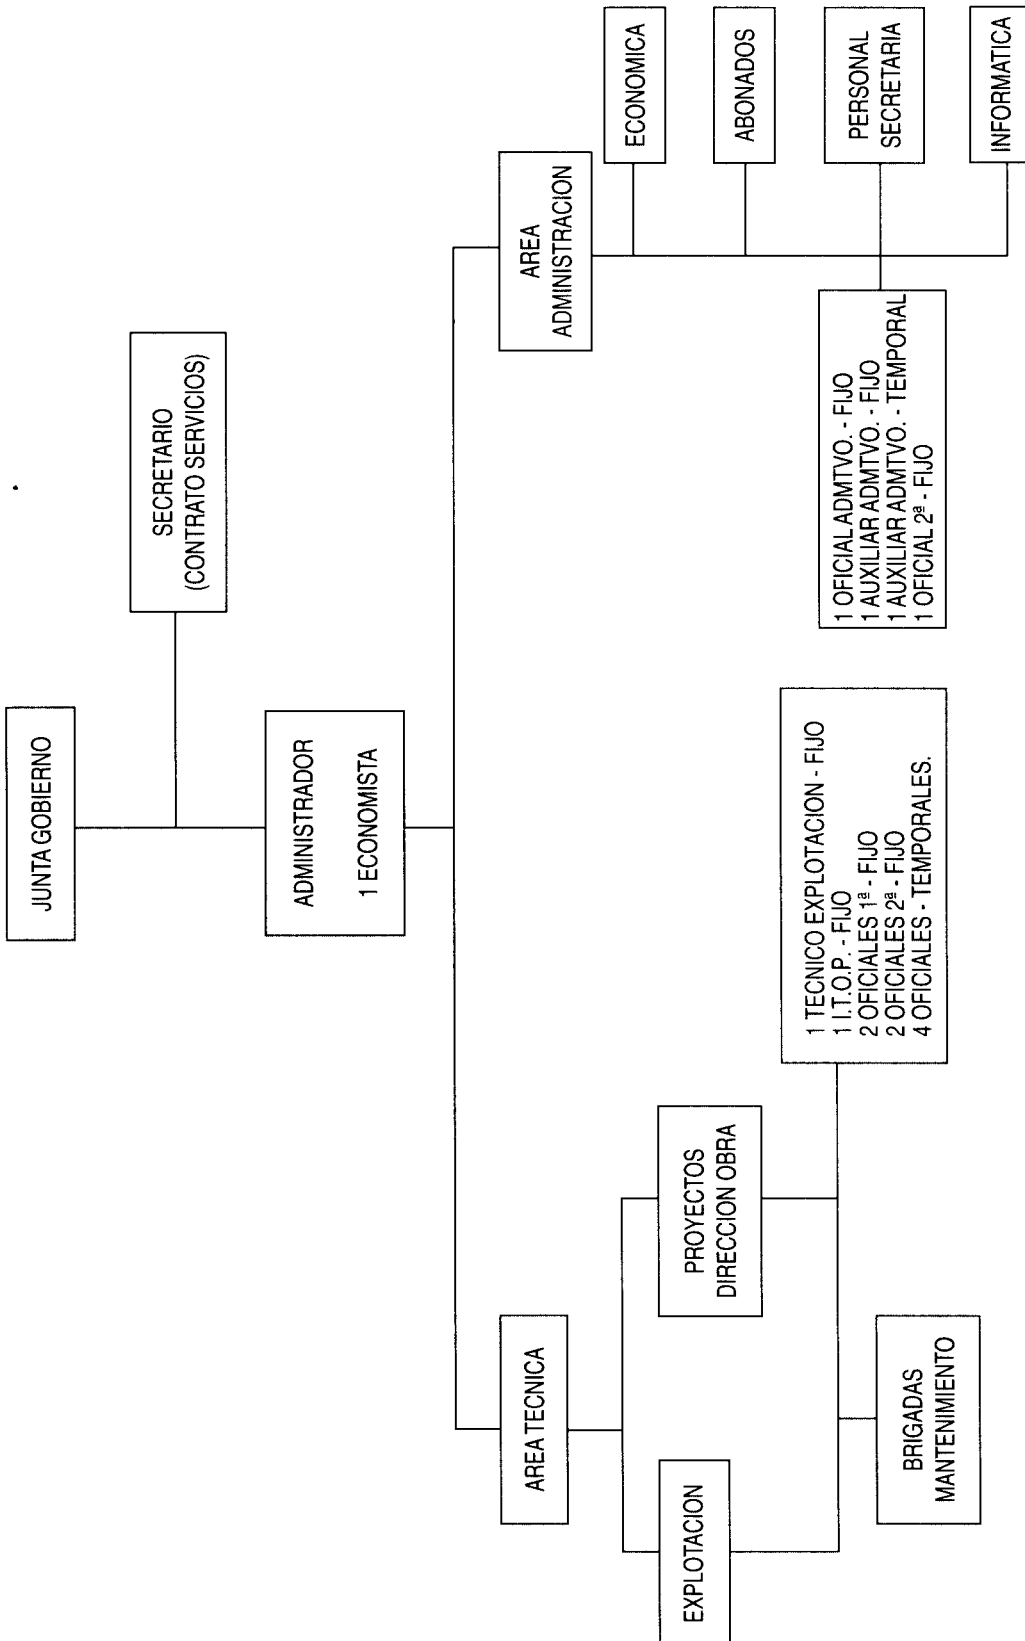 JUNTA GOBIERNO
SECRETARIO
(CONTRATO SERVICIOS)
ADMINISTRADOR
1 ECONOMISTA
AREA TECNICA
AREA
ADMINISTRACION
EXPLOTACION
PROYECTOS
DIRECCION OBRA
ECONOMICA
ABONADOS
PERSONAL
SECRETARIA
INFORMATICA
1 TECNICO EXPLOTACION - FIJO
1 I.T.O.P. - FIJO
2 OFICIALES 1ª - FIJO
2 OFICIALES 2ª - FIJO
4 OFICIALES - TEMPORALES.
1 OFICIAL ADMTVO. - FIJO
1 AUXILIAR ADMTVO. - FIJO
1 AUXILIAR ADMTVO. - TEMPORAL
1 OFICIAL 2ª - FIJO
BRIGADAS
MANTENIMIENTO